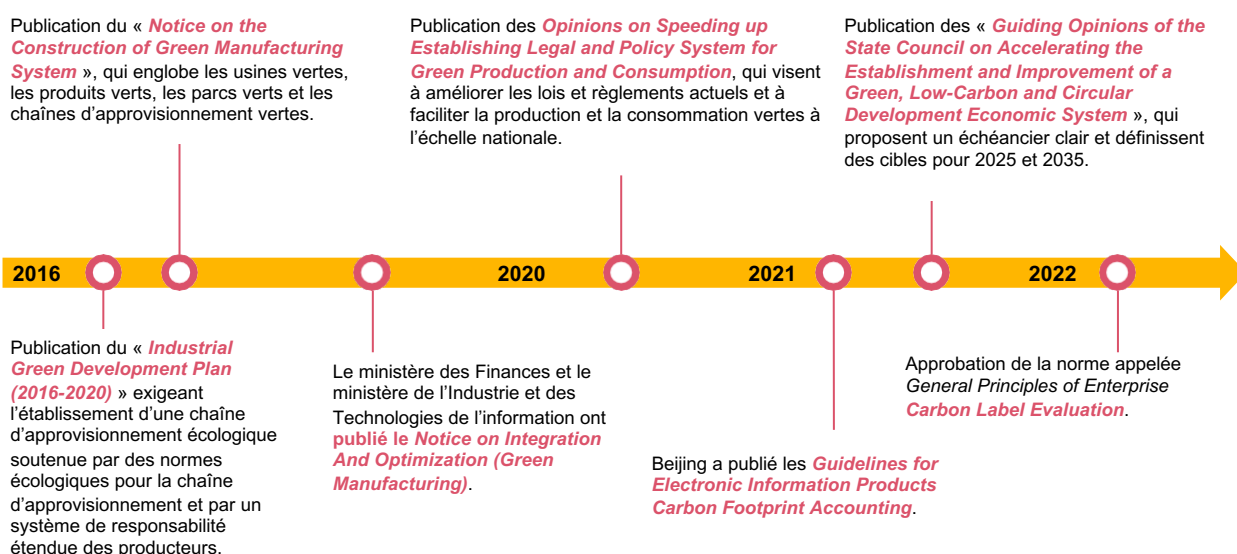 Publication du « Notice on the
Construction of Green Manufacturing
System », qui englobe les usines vertes,
les produits verts, les parcs verts et les
chaînes d’approvisionnement vertes.
Publication des Opinions on Speeding up
Establishing Legal and Policy System for
Green Production and Consumption, qui visent
à améliorer les lois et règlements actuels et à
faciliter la production et la consommation vertes à
l’échelle nationale.
Publication des « Guiding Opinions of the
State Council on Accelerating the
Establishment and Improvement of a
Green, Low-Carbon and Circular
Development Economic System », qui
proposent un échéancier clair et définissent
des cibles pour 2025 et 2035.
2016
2020
2021
2022
Publication du « Industrial
Green Development Plan
(2016-2020) » exigeant
l’établissement d’une chaîne
d’approvisionnement écologique
soutenue par des normes
écologiques pour la chaîne
d’approvisionnement et par un
système de responsabilité
étendue des producteurs.
Le ministère des Finances et le
ministère de l’Industrie et des
Technologies de l’information ont
publié le Notice on Integration
And Optimization (Green
Manufacturing).
Beijing a publié les Guidelines for
Electronic Information Products
Carbon Footprint Accounting.
Approbation de la norme appelée
General Principles of Enterprise
Carbon Label Evaluation.